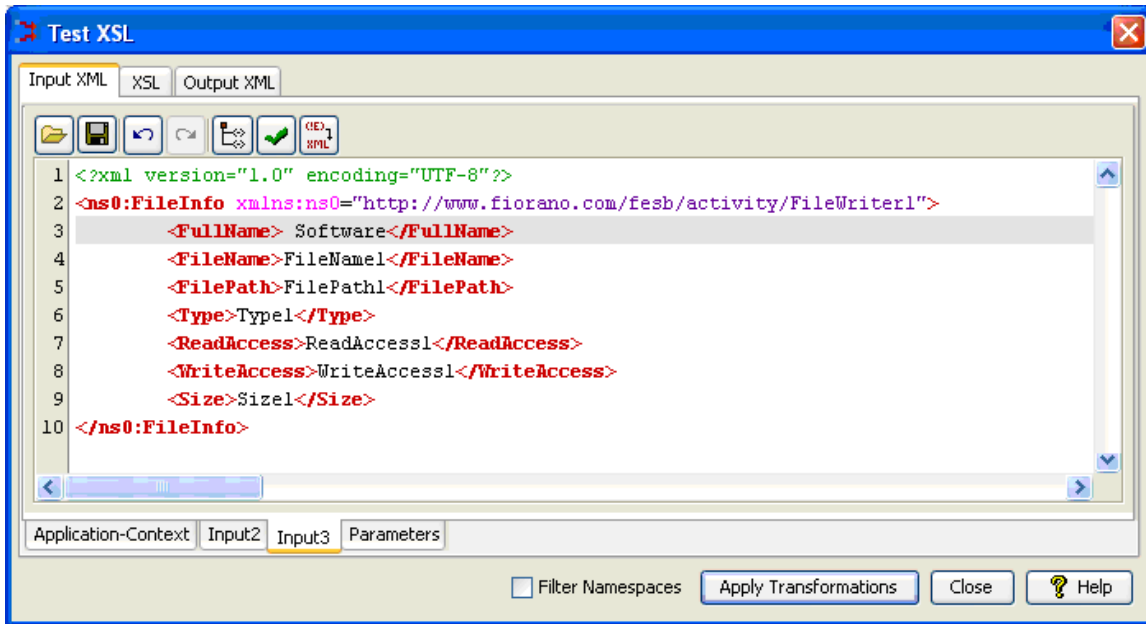 Test XSL
Input XML XSL Output XML
(!E) XML
1 <?xml version="1.0" encoding="UTF-8"?>
2 <ns0:FileInfo xmlns:ns0="http://www.fiorano.com/fesb/activity/FileWriter1">
3 <FullName> Software</FullName>
4 <FileName>FileName1</FileName>
5 <FilePath>FilePath1</FilePath>
6 <Type>Type1</Type>
7 <ReadAccess>ReadAccess1</ReadAccess>
8 <WriteAccess>WriteAccess1</WriteAccess>
9 <Size>Size1</Size>
10 </ns0:FileInfo>
Application-Context Input2 Input3 Parameters
Filter Namespaces Apply Transformations Close ? Help